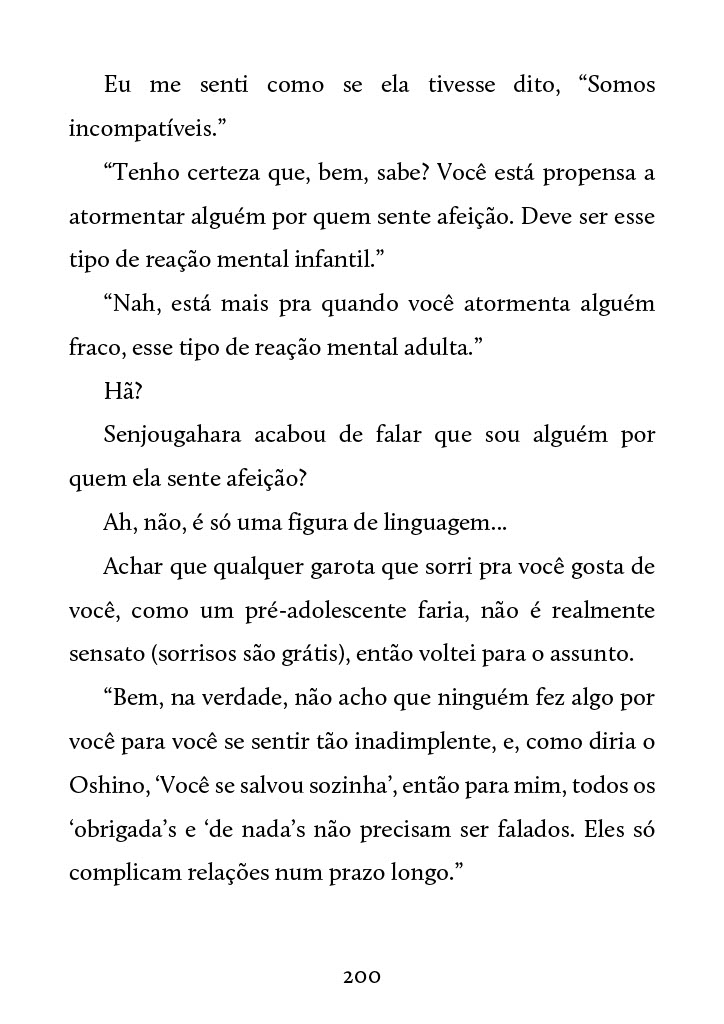 Eu me senti como se ela tivesse dito, “Somos
incompatíveis.”
“Tenho certeza que, bem, sabe? Você está propensa a
atormentar alguém por quem sente afeição. Deve ser esse
tipo de reação mental infantil.”
“Nah, está mais pra quando você atormenta alguém
fraco, esse tipo de reação mental adulta.”
Hã?
Senjougahara acabou de falar que sou alguém por
quem ela sente afeição?
Ah, não, é só uma figura de linguagem...
Achar que qualquer garota que sorri pra você gosta de
você, como um pré-adolescente faria, não é realmente
sensato (sorrisos são grátis), então voltei para o assunto.
“Bem, na verdade, não acho que ninguém fez algo por
você para você se sentir tão inadimplente, e, como diria o
Oshino, ‘Você se salvou sozinha’, então para mim, todos os
‘obrigada’s e ‘de nada’s não precisam ser falados. Eles só
complicam relações num prazo longo.”
200